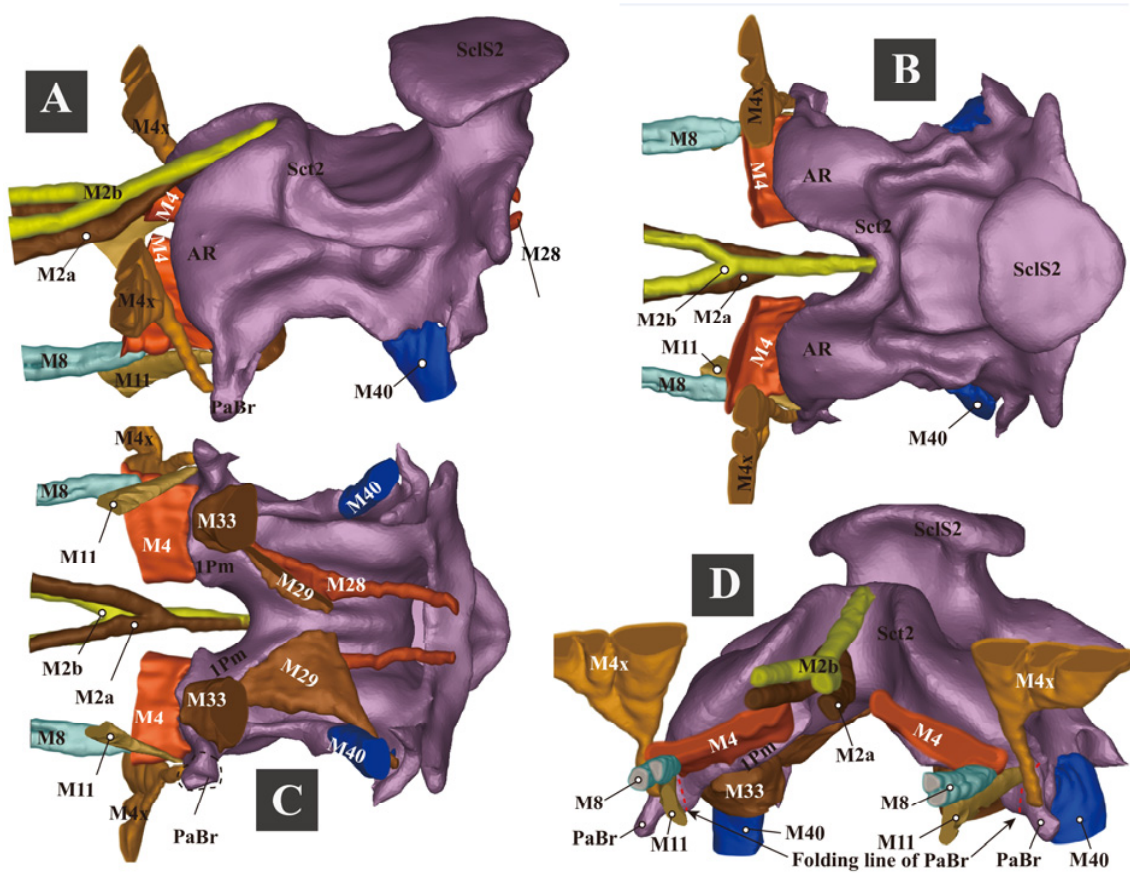 A
SclS2
M4x
Sct2
M2b
M4
M2a
M4
AR
M28
M4x
M8
M11
M40
PaBr
B
M4x
M8
M4
AR
Sct2
SclS2
M2b
M2a
M11
M4
AR
M8
M40
M4x
M4x
M8
M40
M33
M11
M4
1Pm
M29
M28
M2b
M2a
1Pm
M29
M4
M33
M8
M40
M11
C
M4x
PaBr
SclS2
D
Sct2
M4x
M2b
M4x
M4
M2a
M4
1Pm
M8
M33
M8
PaBr
M11
M40
M11
PaBr
M40
Folding line of PaBr